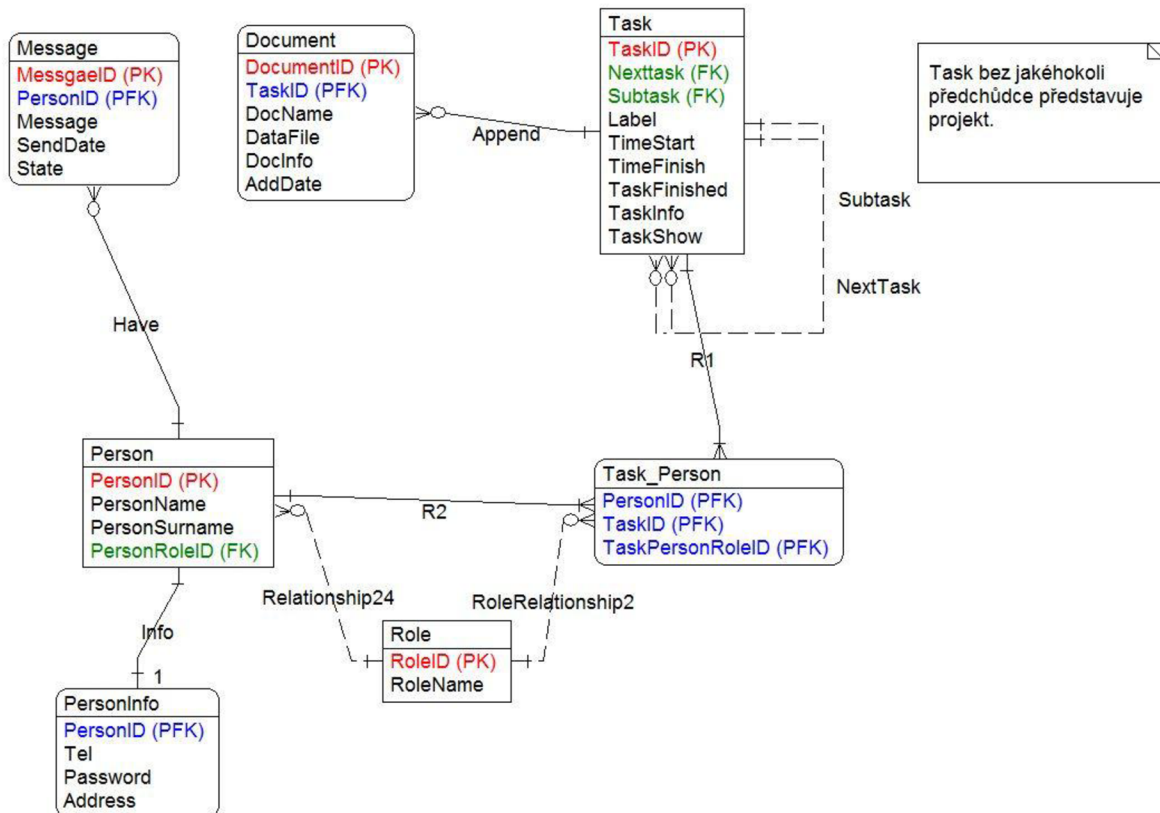 Message
MessgaeID (PK)
PersonID (PFK)
Message
SendDate
State
Document
DocumentID (PK)
TaskID (PFK)
DocName
DataFile
DocInfo
AddDate
Append
Task
TaskID (PK)
Nexttask (FK)
Subtask (FK)
Label
TimeStart
TimeFinish
TaskFinished
TaskInfo
TaskShow
Subtask
NextTask
Task bez jakéhokoli
předchůdce představuje
projekt.
Have
R1
Person
PersonID (PK)
PersonName
PersonSurname
PersonRoleID (FK)
R2
Task_Person
PersonID (PFK)
TaskID (PFK)
TaskPersonRoleID (PFK)
Relationship24
RoleRelationship2
Role
RoleID (PK)
RoleName
Info
1
PersonInfo
PersonID (PFK)
Tel
Password
Address